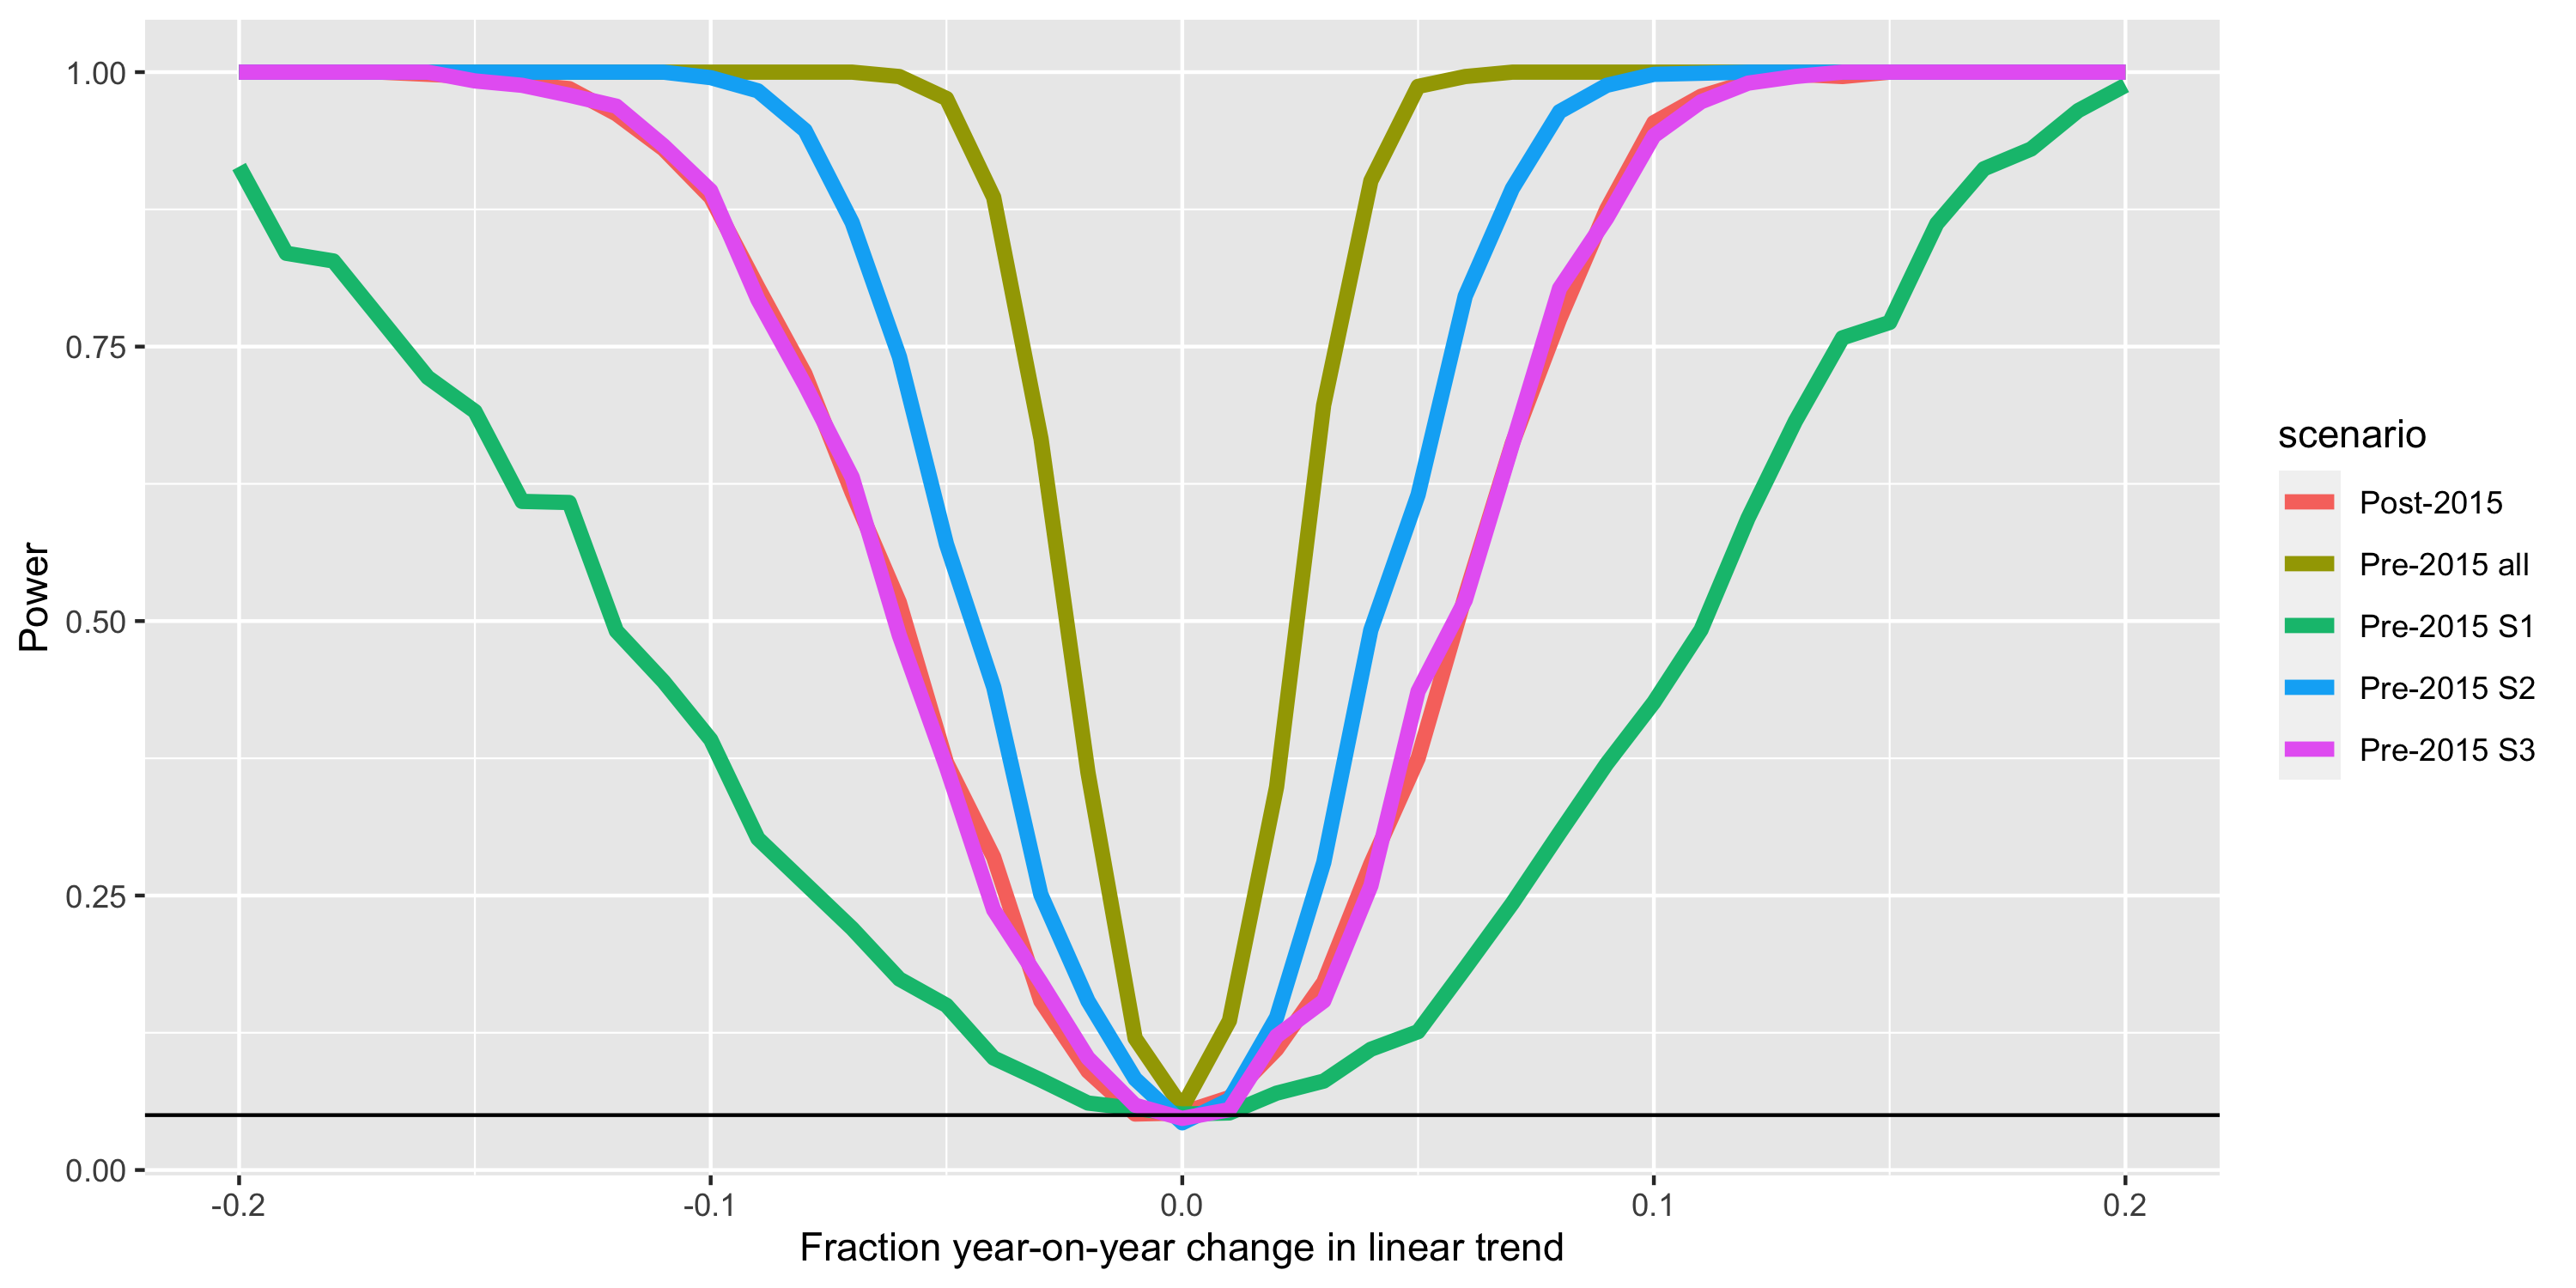 1.00
0.75
0.50
0.25
0.00
Power
-0.2
-0.1
0.0
0.1
0.2
Fraction year-on-year change in linear trend
scenario
Post-2015
Pre-2015 all
Pre-2015 S1
Pre-2015 S2
Pre-2015 S3